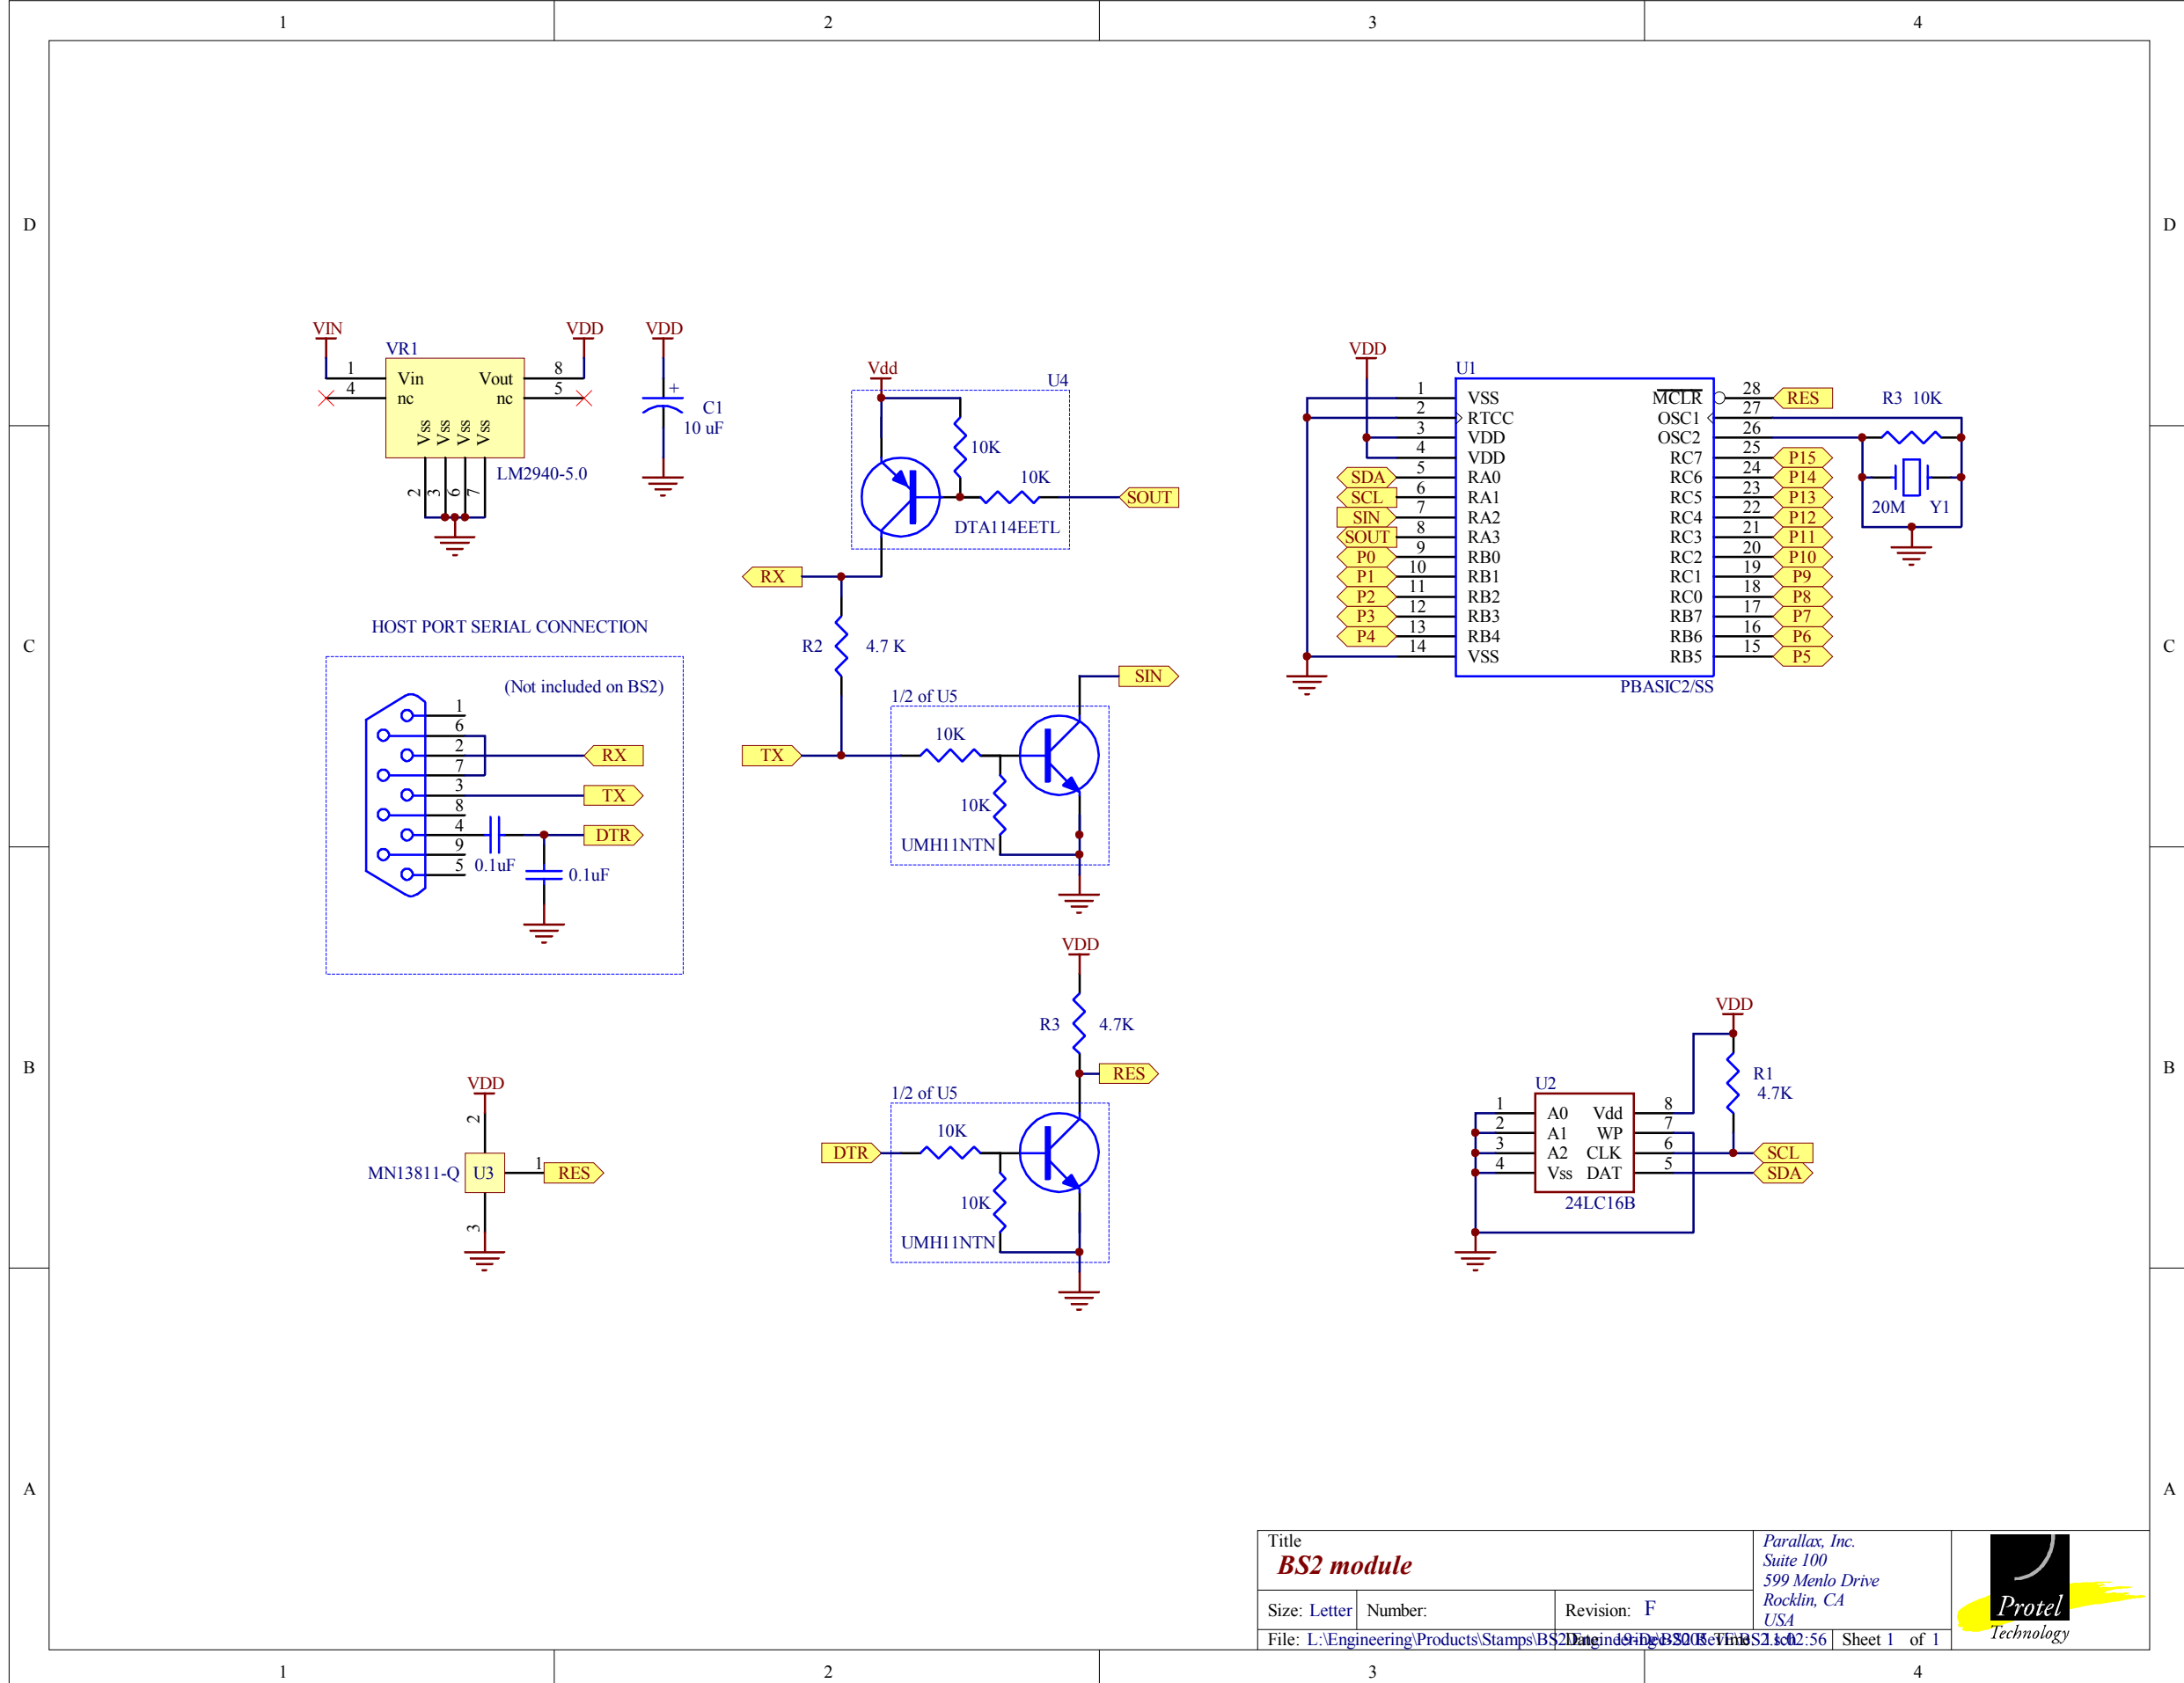 1 2 3 4
D D
C C
B B
A A
VIN
VDD
VR1
1 Vin Vout 8
4 nc nc 5
Vss Vss Vss Vss
2 3 6 7
LM2940-5.0
VDD
+
C1
10 uF
Vdd
U4
10K
10K
SOUT
DTA114EETL
RX
R2 4.7 K
SIN
1/2 of U5
TX
10K
10K
UMH11NTN
HOST PORT SERIAL CONNECTION
(Not included on BS2)
1
6
2 RX
7
3 TX
8
4 DTR
9
5
0.1uF
0.1uF
VDD
R3 4.7K
RES
1/2 of U5
DTR
10K
10K
UMH11NTN
VDD
2
MN13811-Q U3 1 RES
3
VDD
U1
1 VSS MCLR 28 RES
2 RTCC OSC1 27
3 VDD OSC2 26
4 VDD RC7 25 P15
SDA 5 RA0 RC6 24 P14
SCL 6 RA1 RC5 23 P13
SIN 7 RA2 RC4 22 P12
SOUT 8 RA3 RC3 21 P11
P0 9 RB0 RC2 20 P10
P1 10 RB1 RC1 19 P9
P2 11 RB2 RC0 18 P8
P3 12 RB3 RB7 17 P7
P4 13 RB4 RB6 16 P6
14 VSS RB5 15 P5
PBASIC2/SS
R3 10K
20M Y1
VDD
R1
4.7K
U2
1 A0 Vdd 8
2 A1 WP 7
3 A2 CLK 6 SCL
4 Vss DAT 5 SDA
24LC16B
Title
BS2 module
Size: Letter Number: Revision: F
File: L:\Engineering\Products\Stamps\BS2 Sheet 1 of 1
Parallax, Inc.
Suite 100
599 Menlo Drive
Rocklin, CA
USA
Protel
Technology
1 2 3 4